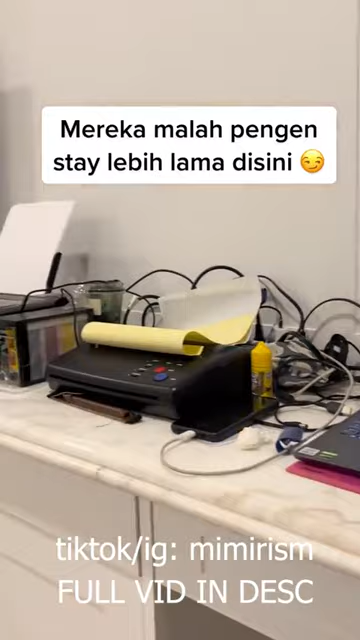 Mereka malah pengen
stay lebih lama disini 😏
tiktok/ig: mimirism
FULL VID IN DESC